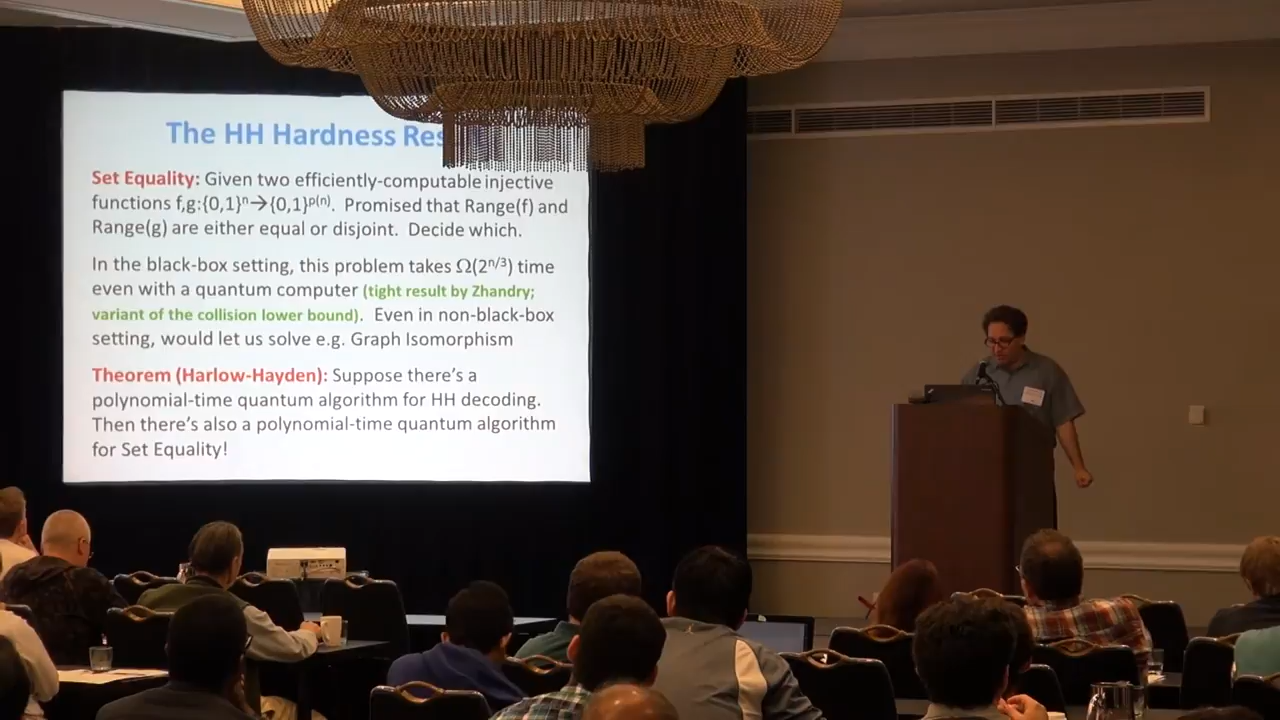 The HH Hardness
Set Equality: Given two efficiently-computable injective
functions f,g:{0,1}ⁿ→{0,1}ᵖ⁽ⁿ⁾. Promised that Range(f) and
Range(g) are either equal or disjoint. Decide which.
In the black-box setting, this problem takes Ω(2ⁿ/³) time
even with a quantum computer (tight result by Zhandry;
variant of the collision lower bound). Even in non-black-box
setting, would let us solve e.g. Graph Isomorphism
Theorem (Harlow-Hayden): Suppose there's a
polynomial-time quantum algorithm for HH decoding.
Then there's also a polynomial-time quantum algorithm
for Set Equality!